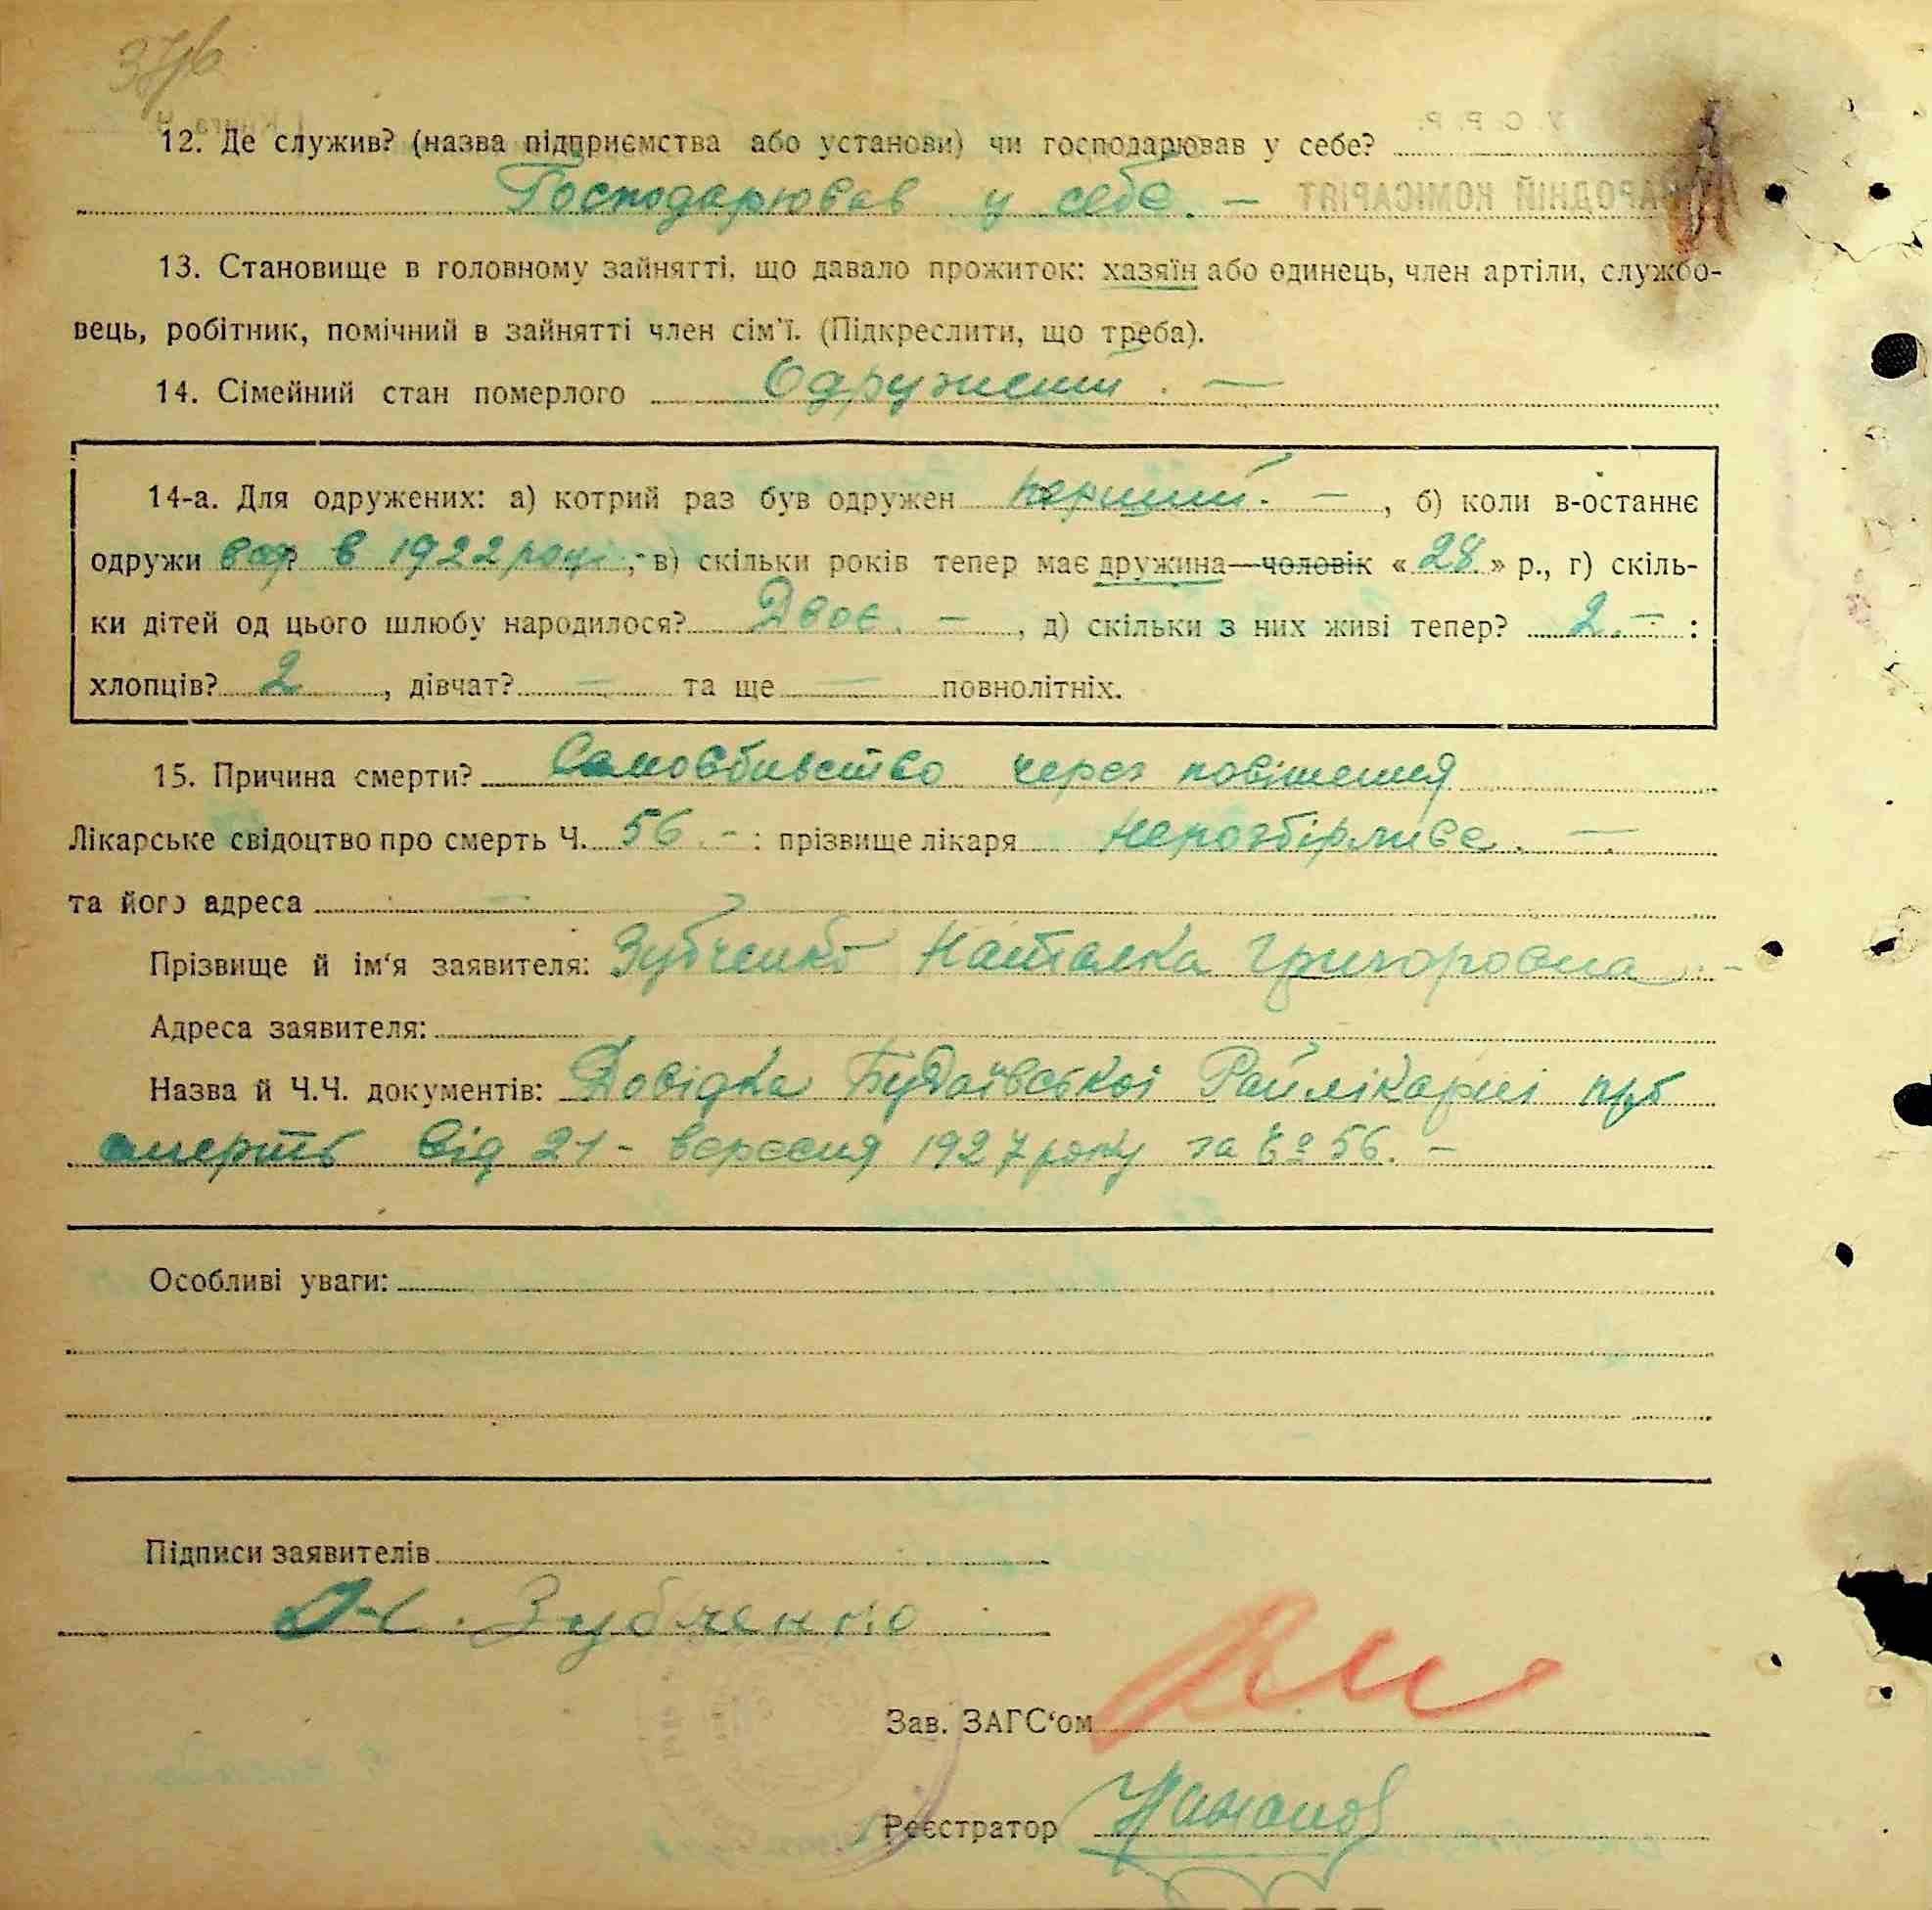 12. Де служив? (назва підприємства або установи) чи господарював у себе?
Господарював у себе. —
13. Становище в головному зайнятті, що давало прожиток: хазяїн або одинець, член артіли, службо-
вець, робітник, помічний в зайнятті член сім'ї. (Підкреслити, що треба).
14. Сімейний стан померлого Одружений. —
14-а. Для одружених: а) котрий раз був одружен перший. — , б) коли в-останнє
одружи вся? в 1922 році ; в) скільки років тепер має дружина—чоловік «28» р., г) скіль-
ки дітей од цього шлюбу народилося? Двоє. — , д) скільки з них живі тепер? 2. — :
хлопців? 2 , дівчат? — та ще — повнолітніх.
15. Причина смерти? Самовбивство через повішення
Лікарське свідоцтво про смерть Ч. 56. — : прізвище лікаря нерозбірливе. —
та його адреса —
Прізвище й ім'я заявителя: Зубченко Наталка Григоровна. —
Адреса заявителя:
Назва й Ч.Ч. документів: Довідка Будаївської Райлікарні про
смерть від 21 - вересня 1927 року за № 56. —
Особливі уваги:
Підписи заявителів
Зубченко
Зав. ЗАГС'ом
Реєстратор